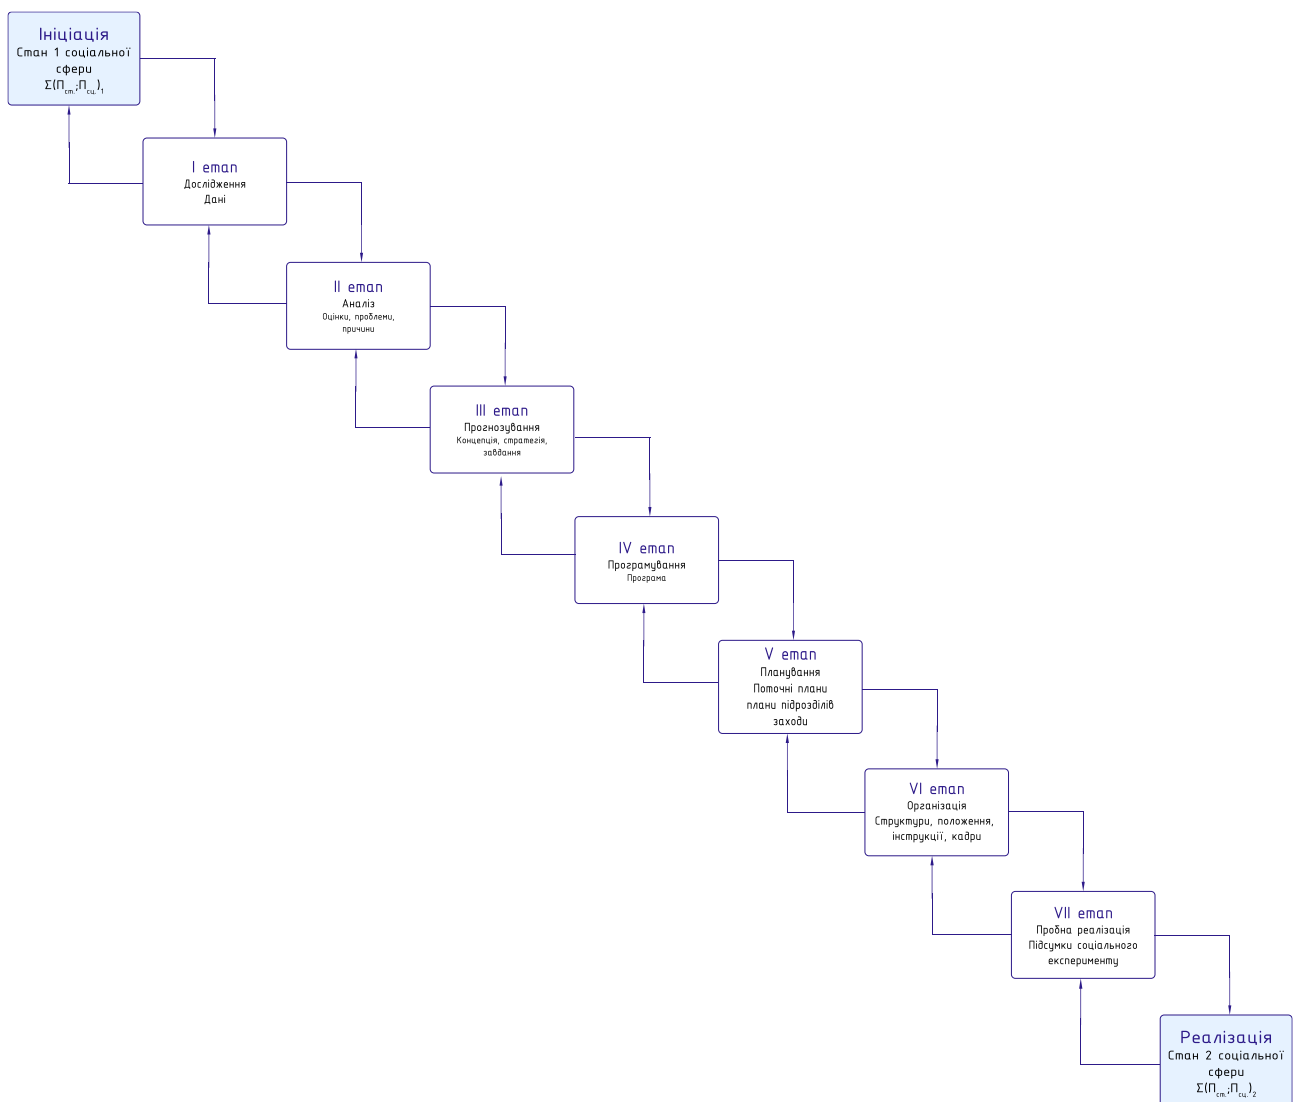 Ініціація
Стан 1 соціальної
сфери
Σ(Пст.;Псц.)1
I етап
Дослідження
Дані
II етап
Аналіз
Оцінки, проблеми,
причини
III етап
Прогнозування
Концепція, стратегія,
завдання
IV етап
Програмування
Програма
V етап
Планування
Поточні плани
плани підрозділів
заходи
VI етап
Організація
Структури, положення,
інструкції, кадри
VII етап
Пробна реалізація
Підсумки соціального
експерименту
Реалізація
Стан 2 соціальної
сфери
Σ(Пст.;Псц.)2